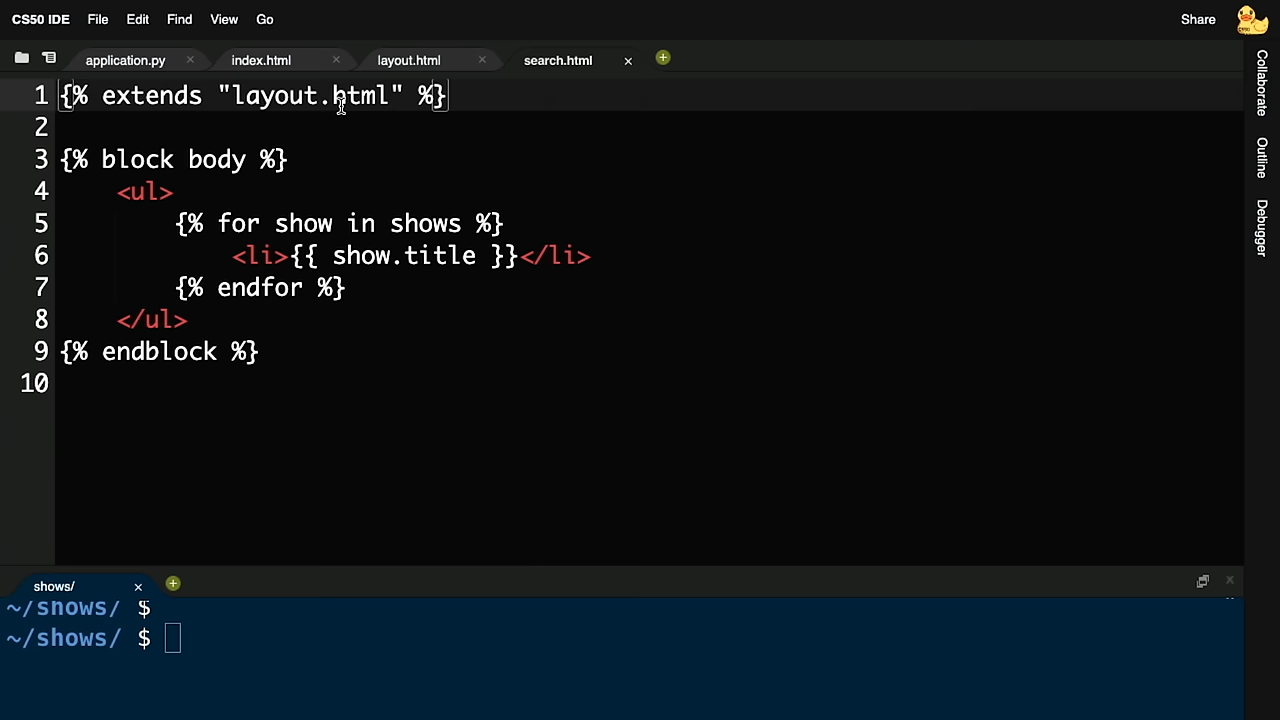 CS50 IDE File Edit Find View Go Share
application.py × index.html × layout.html × search.html ×
1 {% extends "layout.html" %}
2
3 {% block body %}
4 <ul>
5 {% for show in shows %}
6 <li>{{ show.title }}</li>
7 {% endfor %}
8 </ul>
9 {% endblock %}
10
shows/ ×
~/shows/ $
~/shows/ $
Collaborate
Outline
Debugger